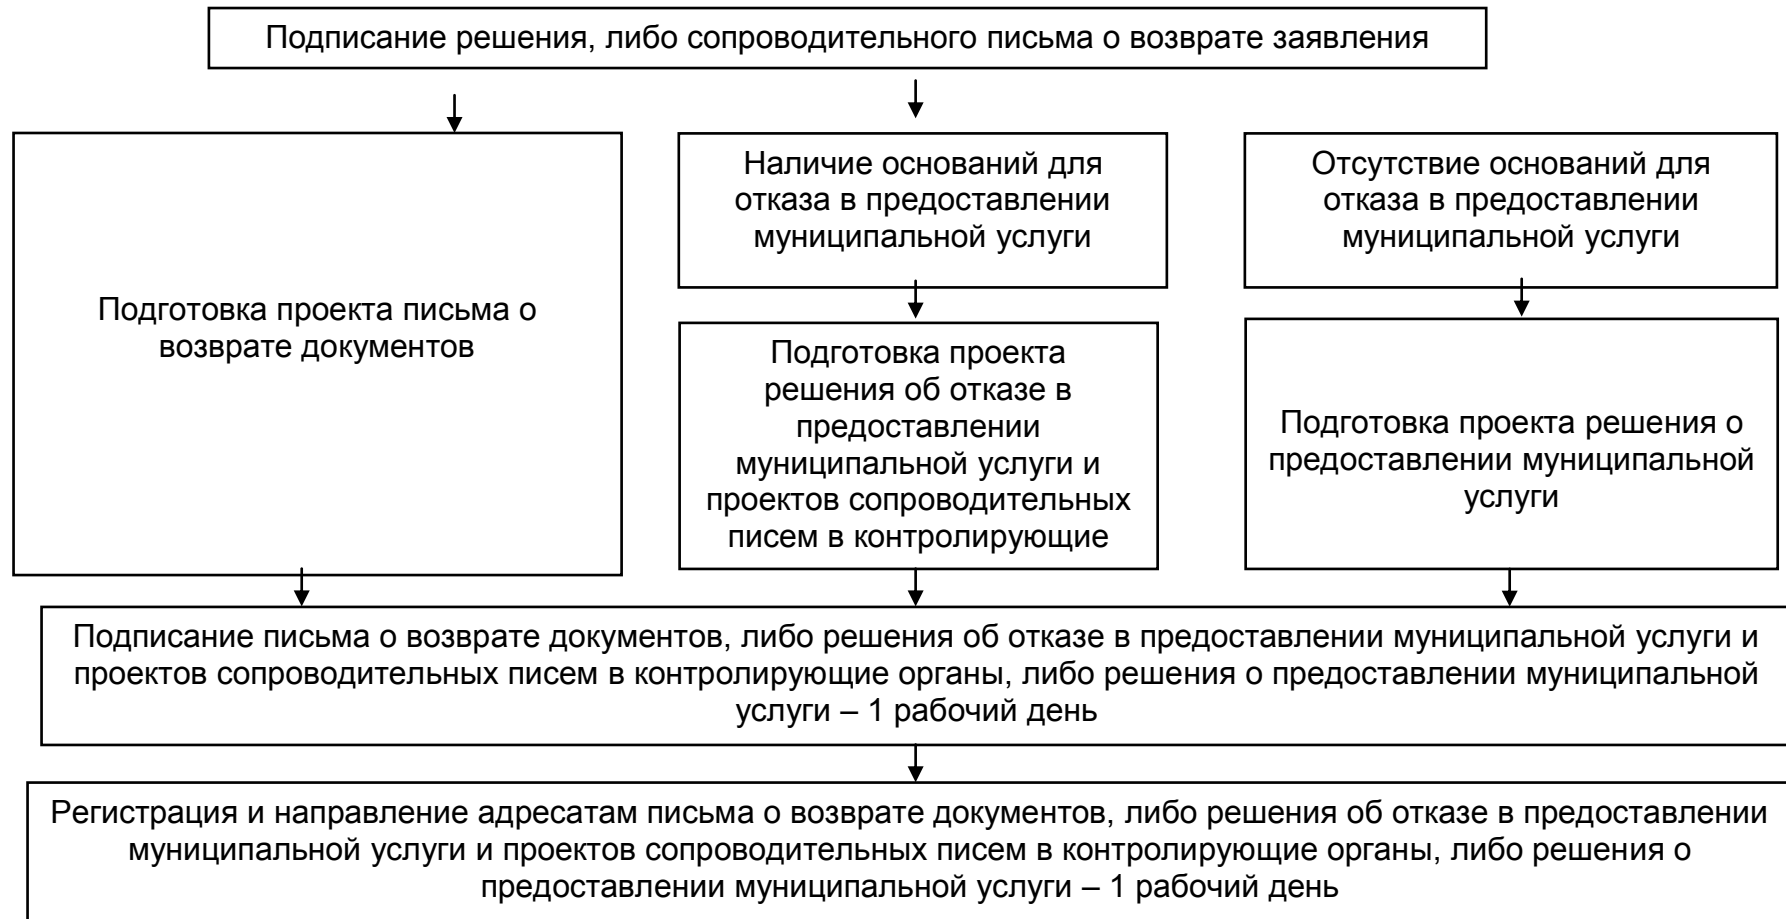 Подписание решения, либо сопроводительного письма о возврате заявления
Подготовка проекта письма о
возврате документов
Наличие оснований для
отказа в предоставлении
муниципальной услуги
Подготовка проекта
решения об отказе в
предоставлении
муниципальной услуги и
проектов сопроводительных
писем в контролирующие
Отсутствие оснований для
отказа в предоставлении
муниципальной услуги
Подготовка проекта решения о
предоставлении муниципальной
услуги
Подписание письма о возврате документов, либо решения об отказе в предоставлении муниципальной услуги и
проектов сопроводительных писем в контролирующие органы, либо решения о предоставлении муниципальной
услуги – 1 рабочий день
Регистрация и направление адресатам письма о возврате документов, либо решения об отказе в предоставлении
муниципальной услуги и проектов сопроводительных писем в контролирующие органы, либо решения о
предоставлении муниципальной услуги – 1 рабочий день